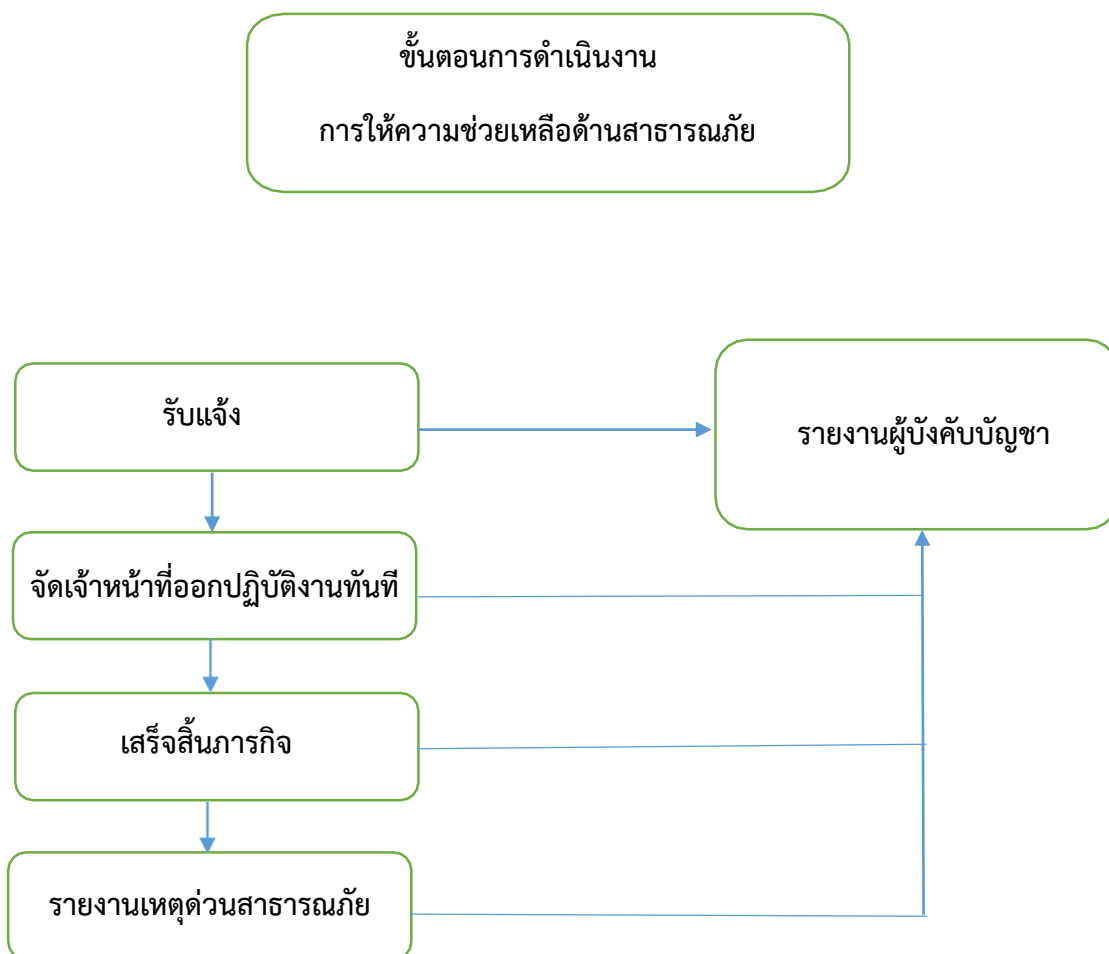 ขั้นตอนการดำเนินงาน
การให้ความช่วยเหลือด้านสาธารณภัย
รับแจ้ง
รายงานผู้บังคับบัญชา
จัดเจ้าหน้าที่ออกปฏิบัติงานทันที
เสร็จสิ้นภารกิจ
รายงานเหตุด่วนสาธารณภัย